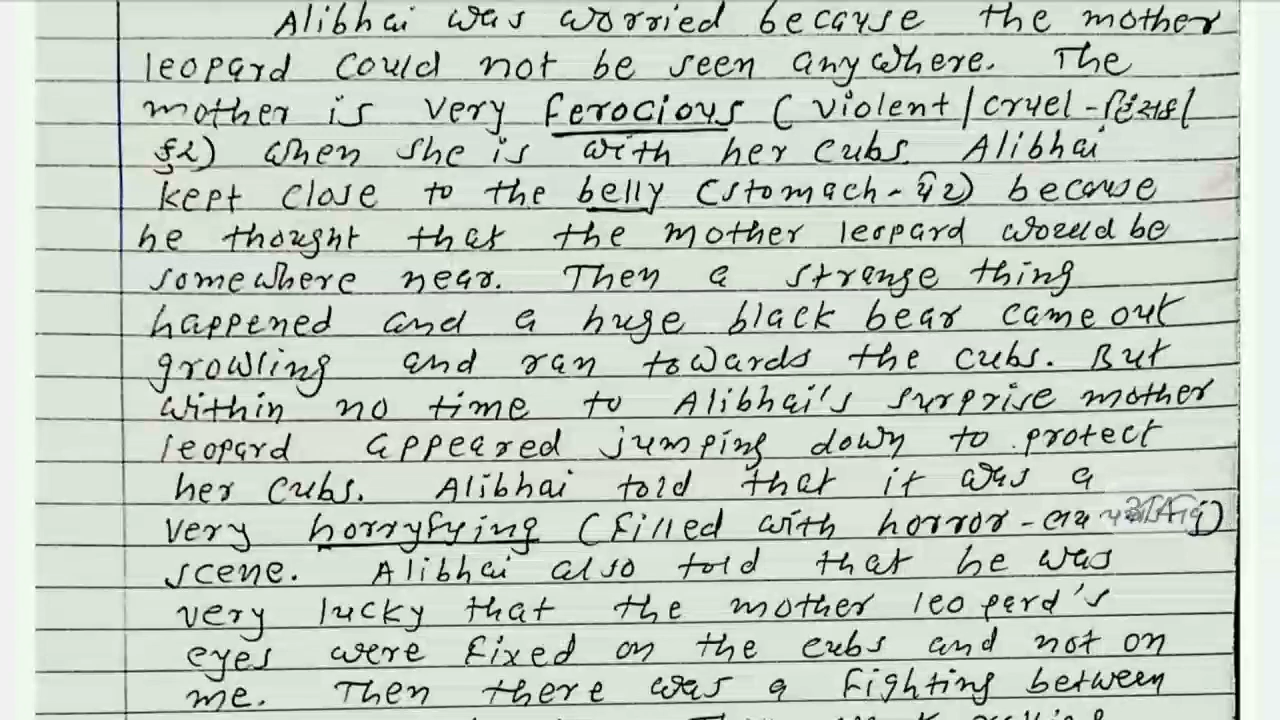 Alibhai was worried because the mother
leopard could not be seen anywhere. The
mother is very ferocious (violent/cruel - હિંસક/
ક્રૂર) when she is with her cubs. Alibhai
kept close to the belly (stomach - પેટ) because
he thought that the mother leopard would be
somewhere near. Then a strange thing
happened and a huge black bear came out
growling and ran towards the cubs. But
within no time to Alibhai's surprise mother
leopard appeared jumping down to protect
her cubs. Alibhai told that it was a
very horryfying (filled with horror -
scene. Alibhai also told that he was
very lucky that the mother leopard's
eyes were fixed on the cubs and not on
me. Then there was a fighting between